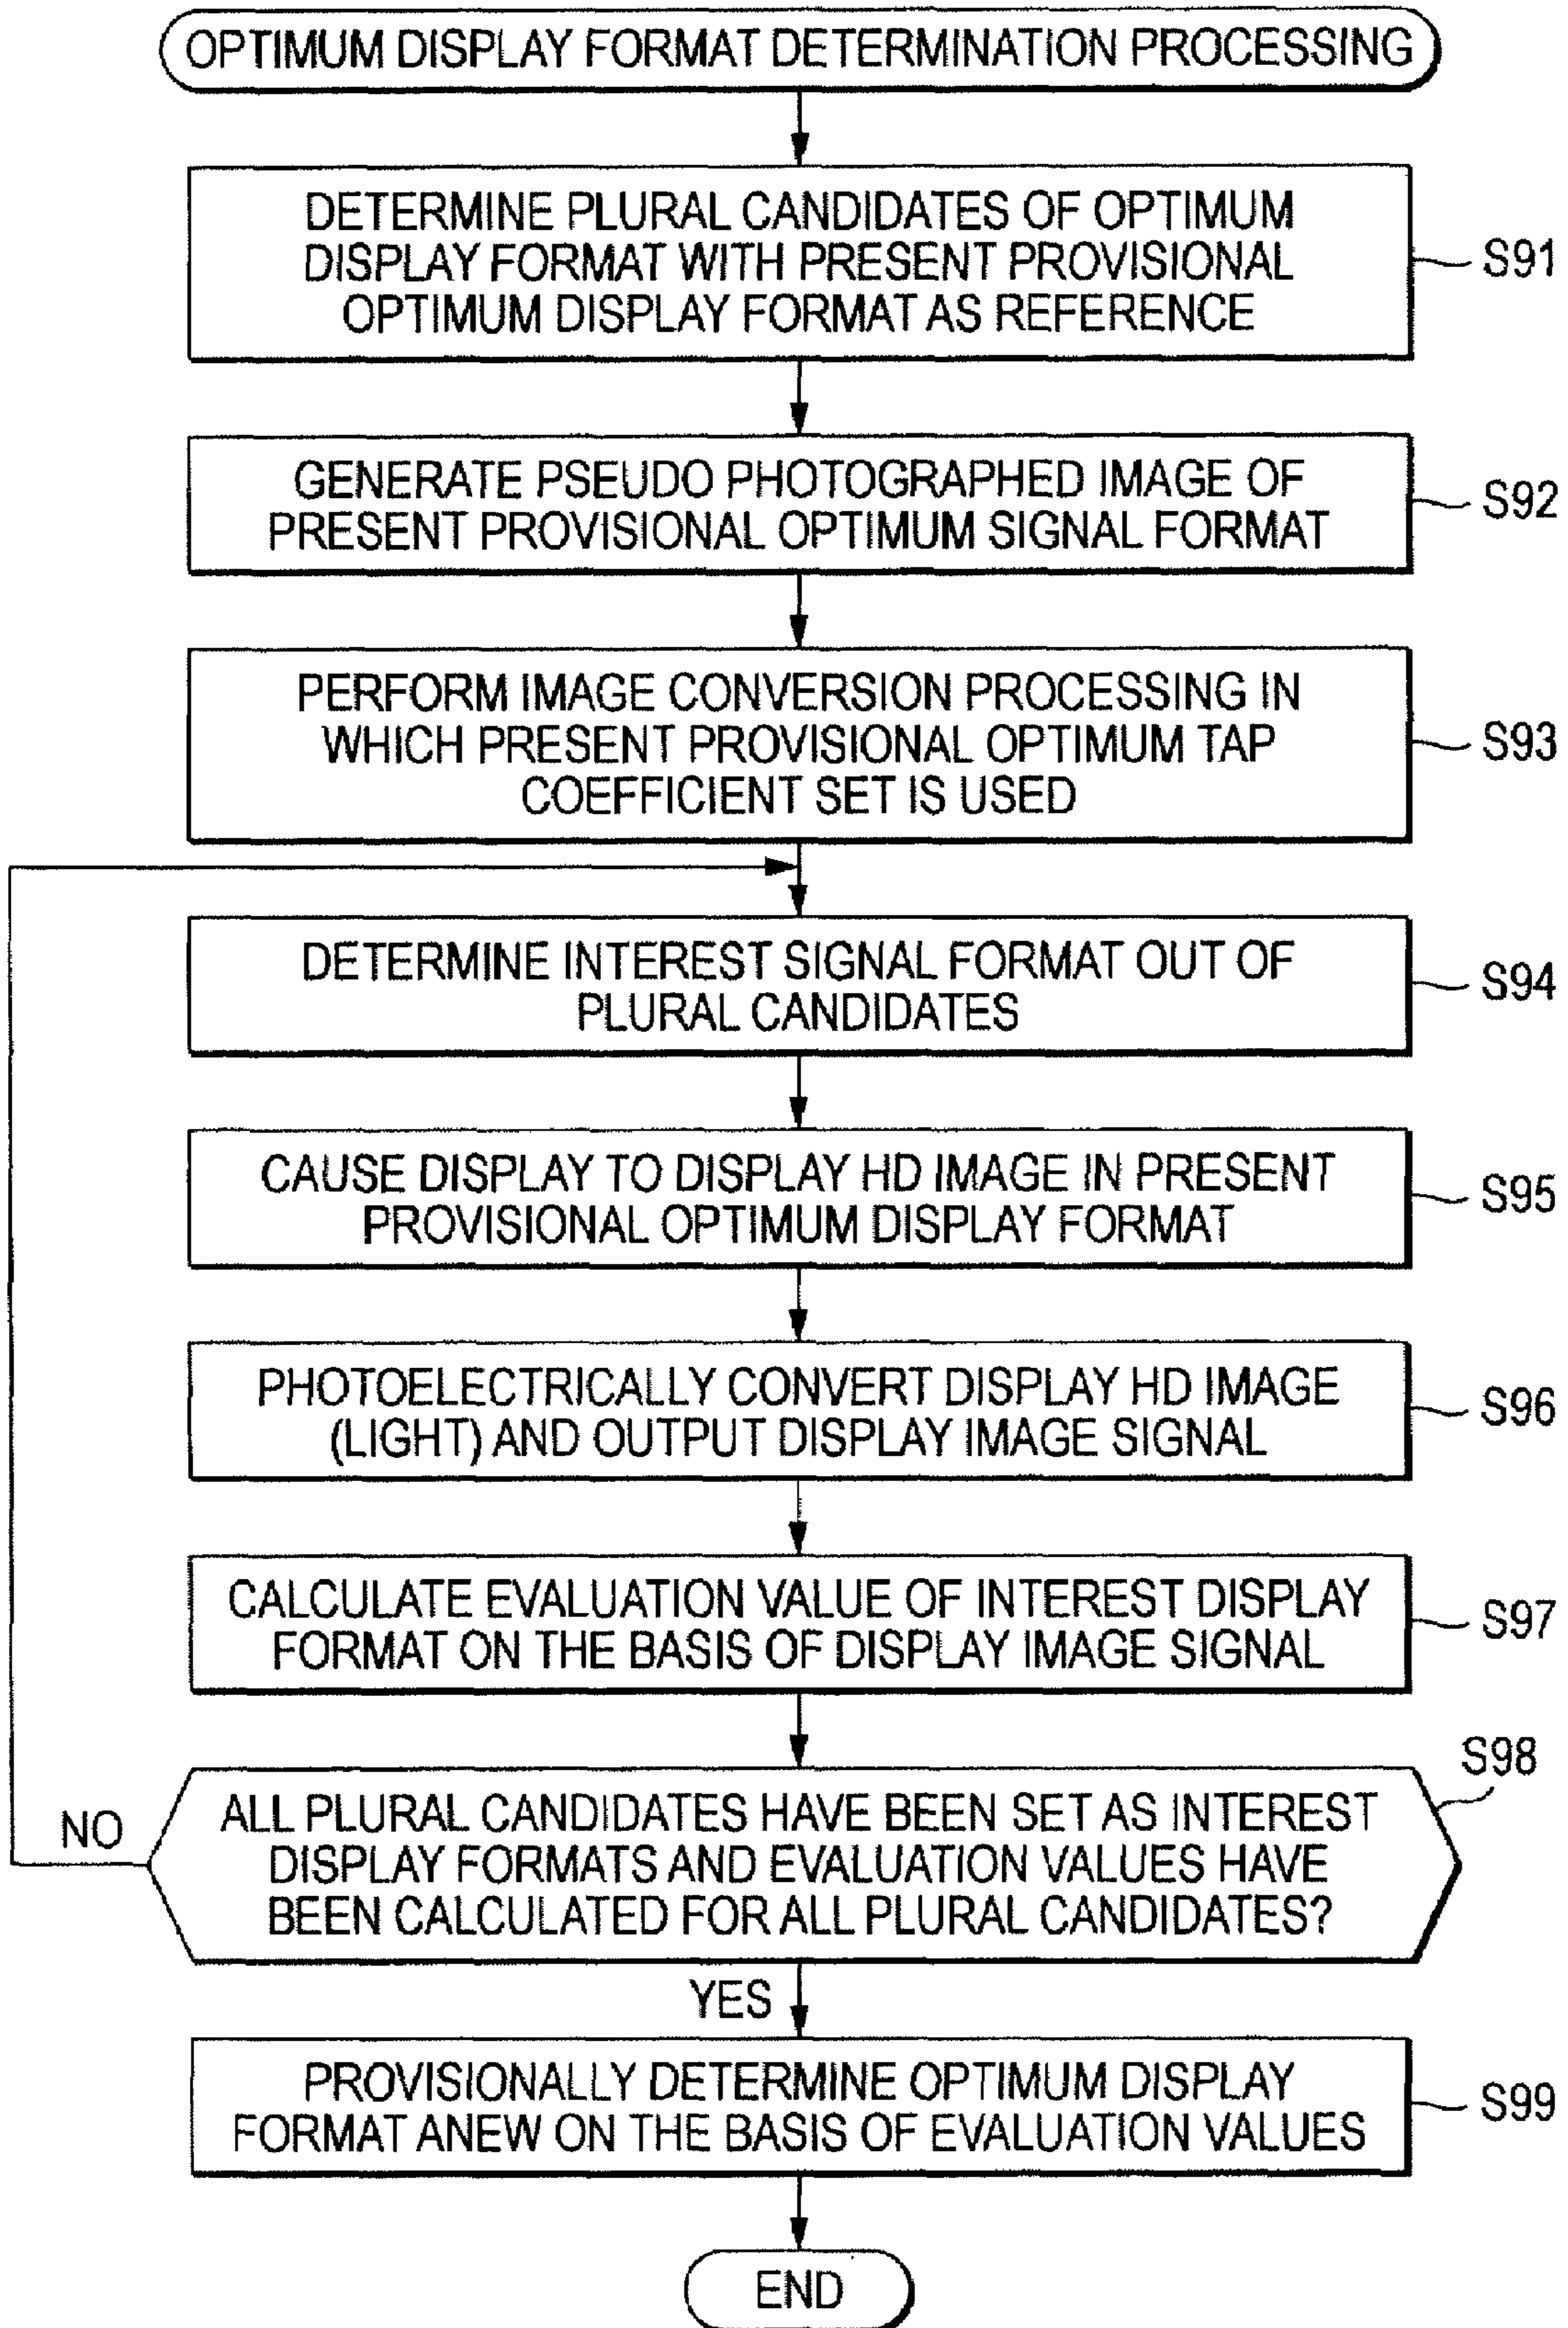 OPTIMUM DISPLAY FORMAT DETERMINATION PROCESSING
DETERMINE PLURAL CANDIDATES OF OPTIMUM
DISPLAY FORMAT WITH PRESENT PROVISIONAL
OPTIMUM DISPLAY FORMAT AS REFERENCE
S91
GENERATE PSEUDO PHOTOGRAPHED IMAGE OF
PRESENT PROVISIONAL OPTIMUM SIGNAL FORMAT
S92
PERFORM IMAGE CONVERSION PROCESSING IN
WHICH PRESENT PROVISIONAL OPTIMUM TAP
COEFFICIENT SET IS USED
S93
DETERMINE INTEREST SIGNAL FORMAT OUT OF
PLURAL CANDIDATES
S94
CAUSE DISPLAY TO DISPLAY HD IMAGE IN PRESENT
PROVISIONAL OPTIMUM DISPLAY FORMAT
S95
PHOTOELECTRICALLY CONVERT DISPLAY HD IMAGE
(LIGHT) AND OUTPUT DISPLAY IMAGE SIGNAL
S96
CALCULATE EVALUATION VALUE OF INTEREST DISPLAY
FORMAT ON THE BASIS OF DISPLAY IMAGE SIGNAL
S97
S98
ALL PLURAL CANDIDATES HAVE BEEN SET AS INTEREST
DISPLAY FORMATS AND EVALUATION VALUES HAVE
BEEN CALCULATED FOR ALL PLURAL CANDIDATES?
NO
YES
PROVISIONALLY DETERMINE OPTIMUM DISPLAY
FORMAT ANEW ON THE BASIS OF EVALUATION VALUES
S99
END